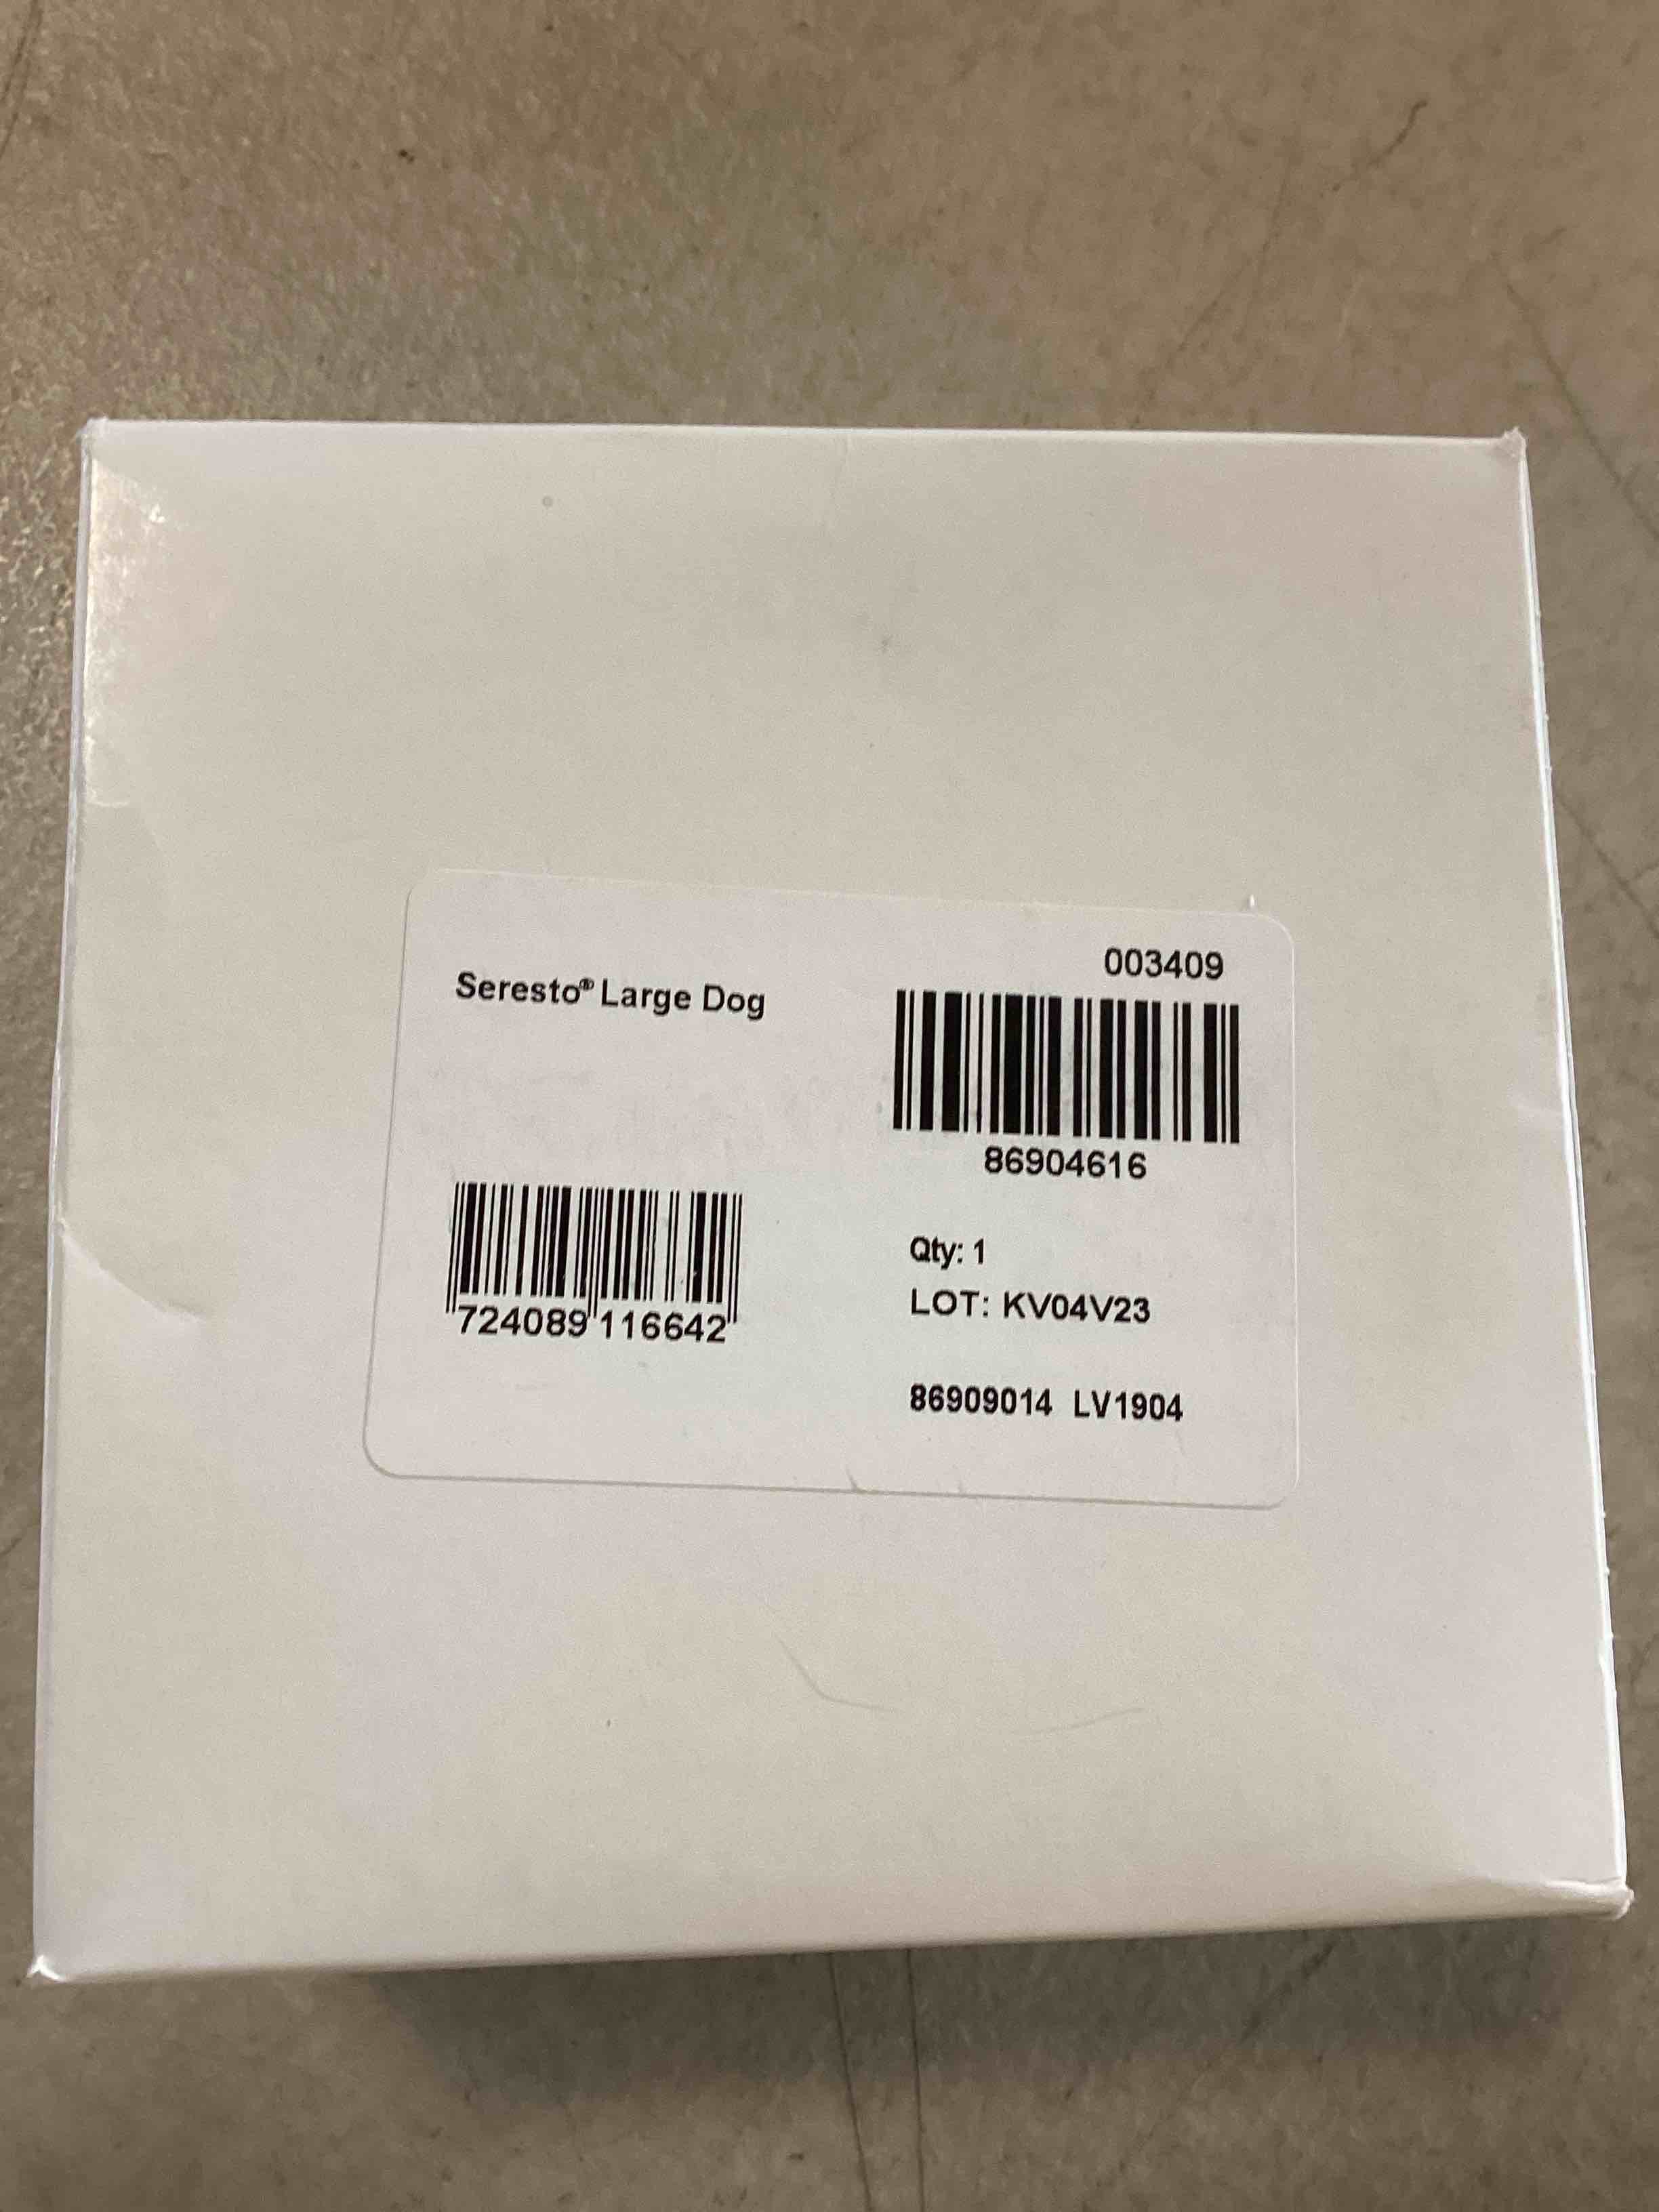 003409
Seresto® Large Dog
86904616
724089 116642
Qty: 1
LOT: KV04V23
86909014 LV1904